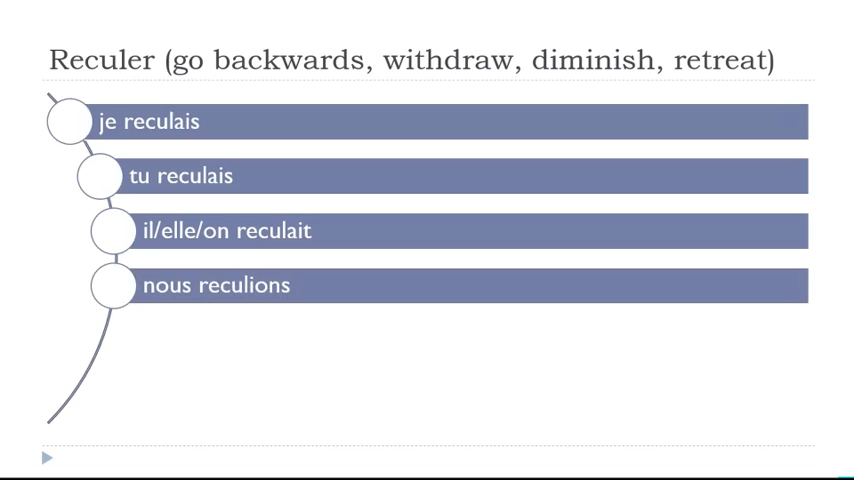 Reculer (go backwards, withdraw, diminish, retreat)
je reculais
tu reculais
il/elle/on reculait
nous reculions